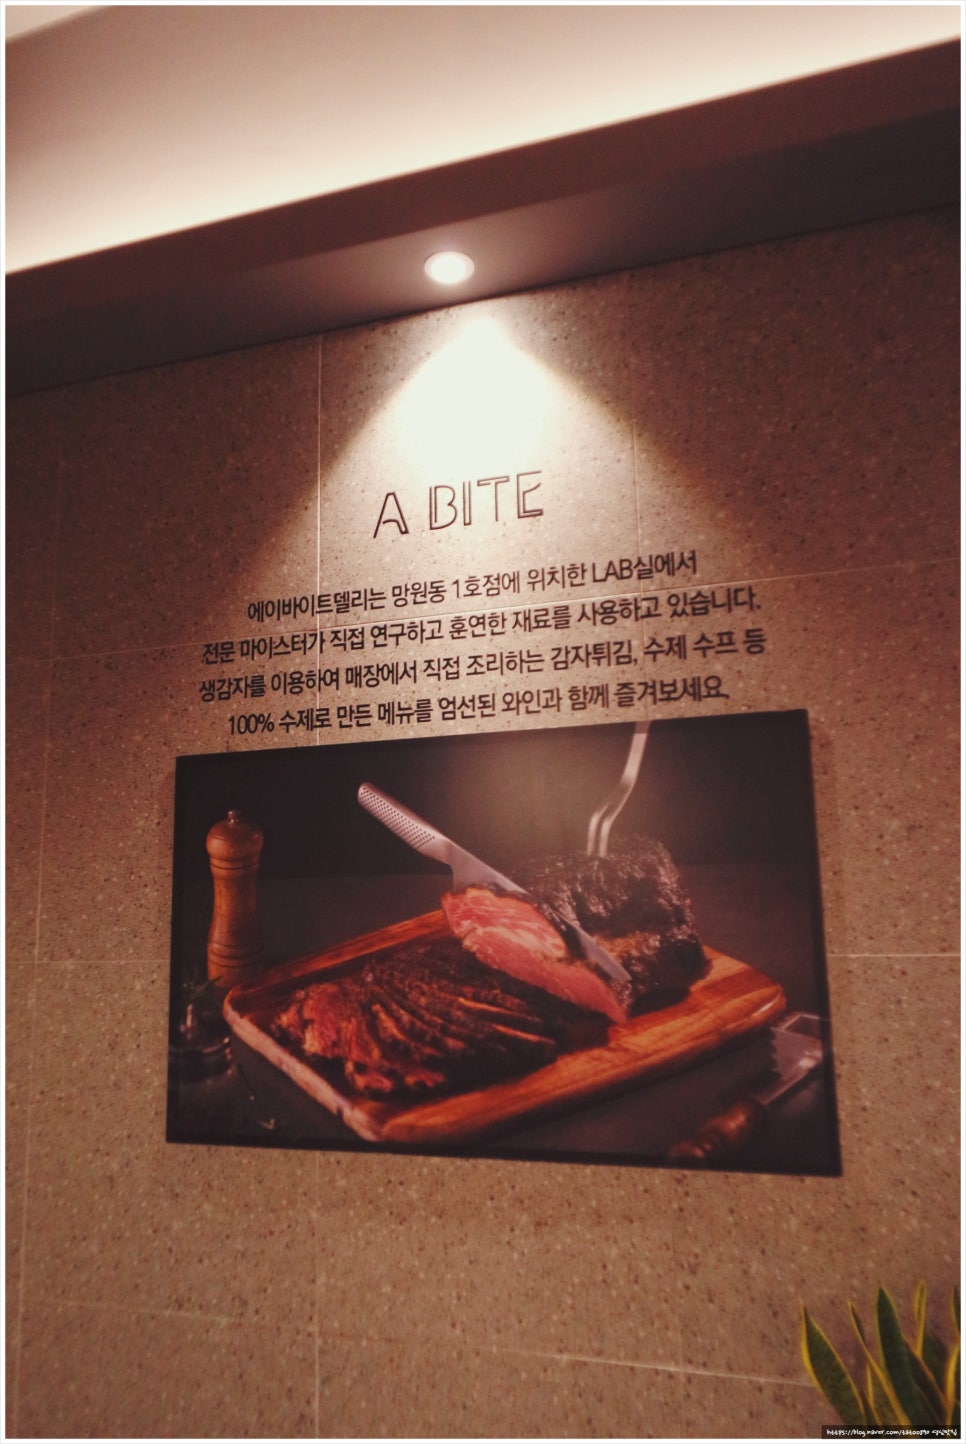 A BITE
에이바이트델리는 망원동 1호점에 위치한 LAB실에서
전문 마이스터가 직접 연구하고 훈연한 재료를 사용하고 있습니다.
생감자를 이용하여 매장에서 직접 조리하는 감자튀김, 수제 수프 등
100% 수제로 만든 메뉴를 엄선된 와인과 함께 즐겨보세요.